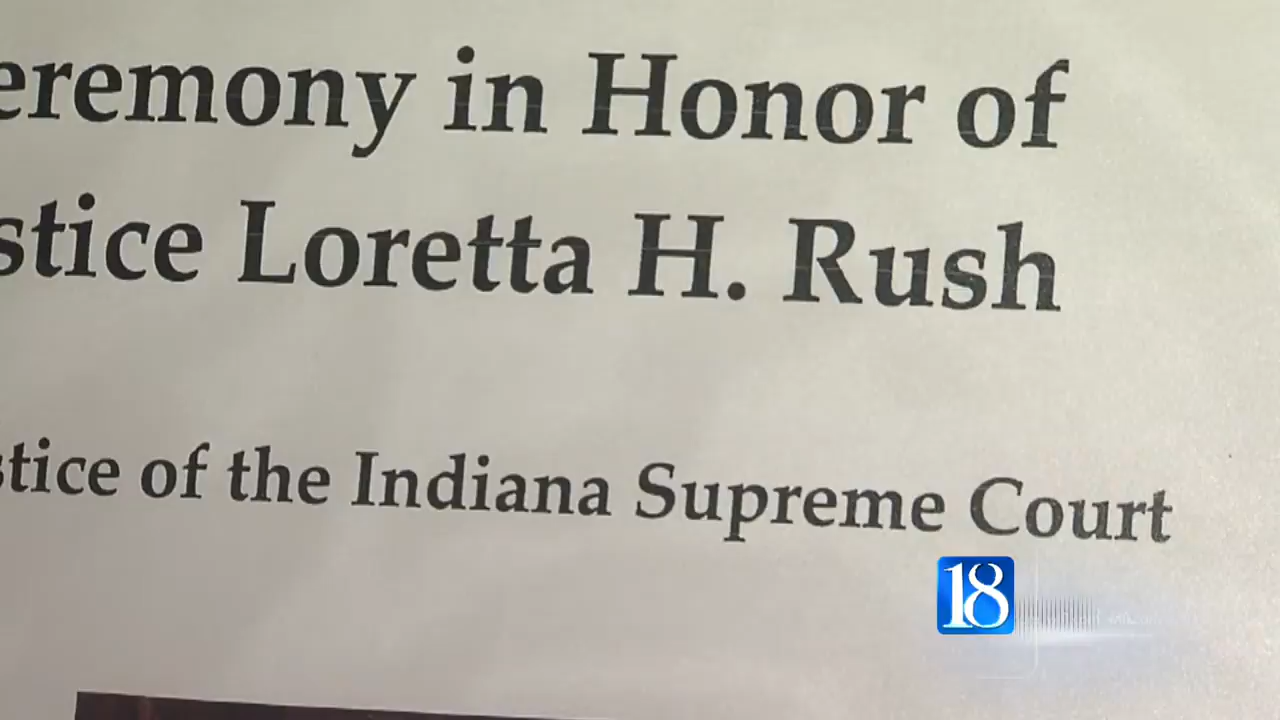 eremony in Honor of
stice Loretta H. Rush
stice of the Indiana Supreme Court
18